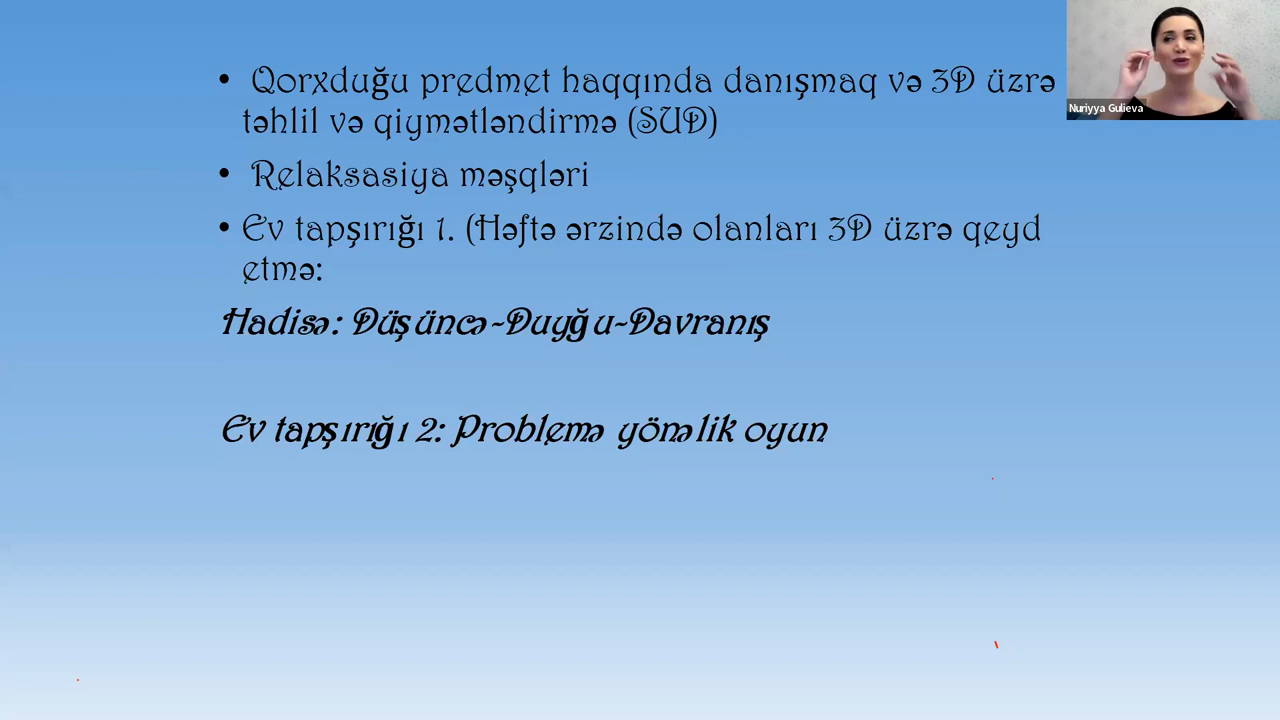 • Qorxduğu predmet haqqında danışmaq və 3D üzrə
təhlil və qiymətləndirmə (SUD)
• Relaksasiya məşqləri
• Ev tapşırığı 1. (Həftə ərzində olanları 3D üzrə qeyd
etmə:
Hadisə: Düşüncə-Duyğu-Davranış
Ev tapşırığı 2: Problemə yönəlik oyun
Nuriyya Gulieva